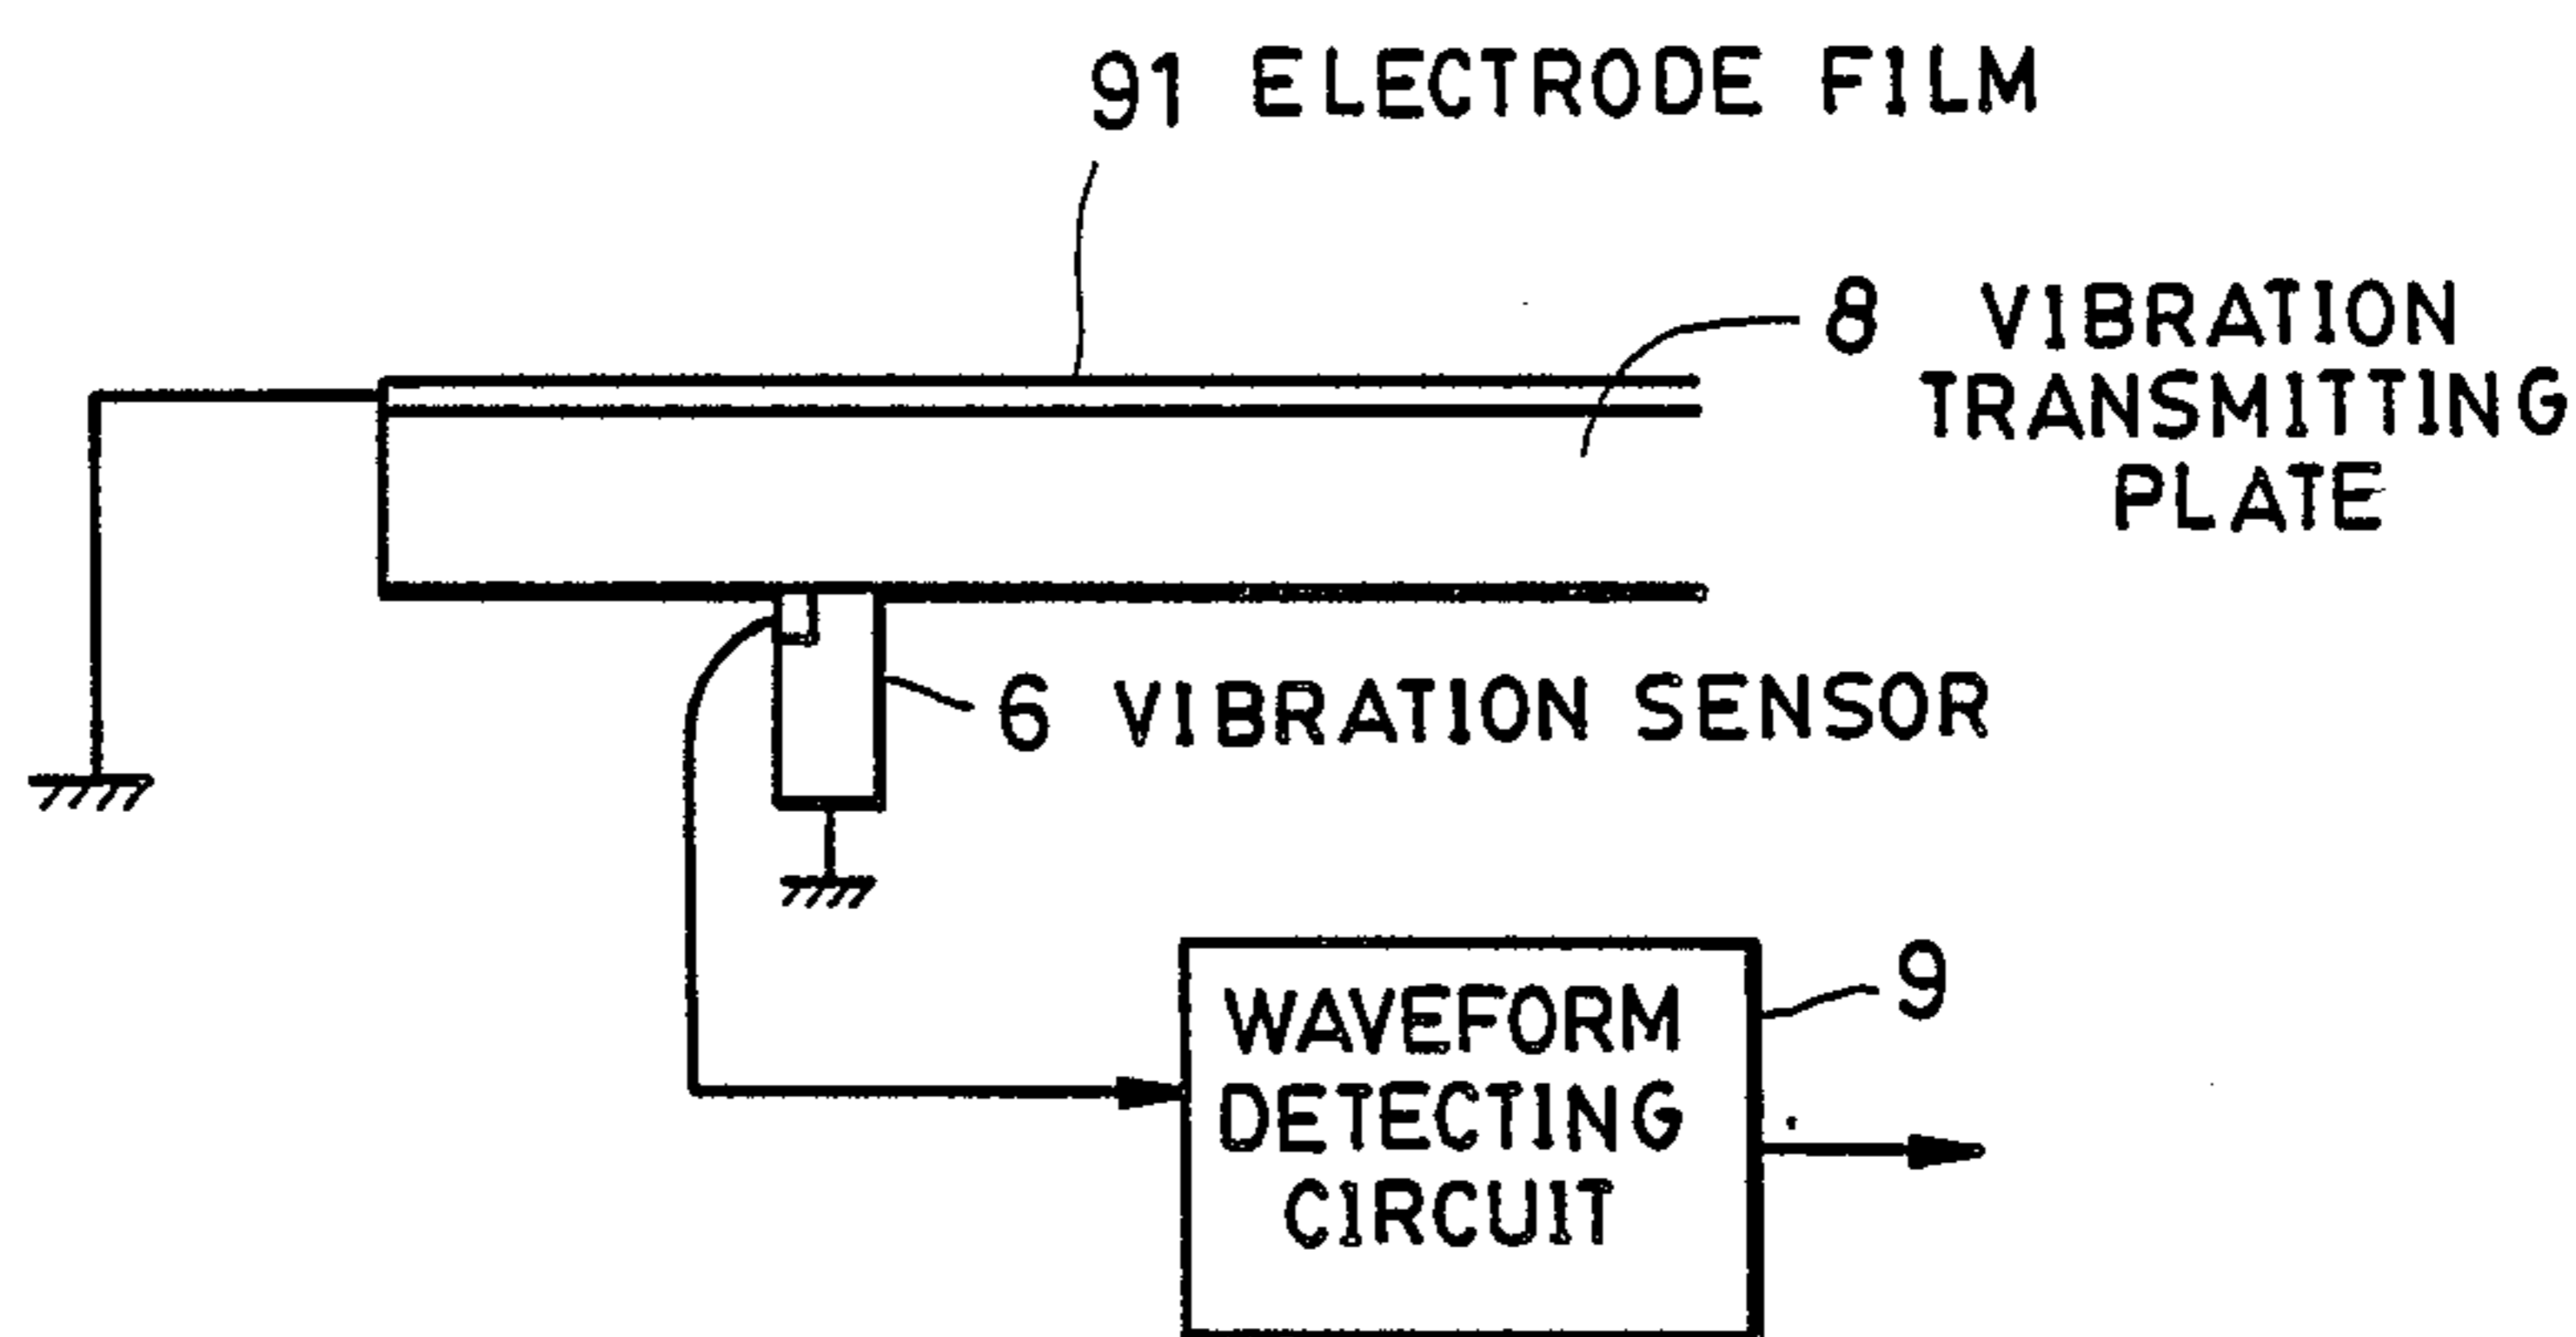 91 ELECTRODE FILM
8 VIBRATION
TRANSMITTING
PLATE
6 VIBRATION SENSOR
9
WAVEFORM
DETECTING
CIRCUIT